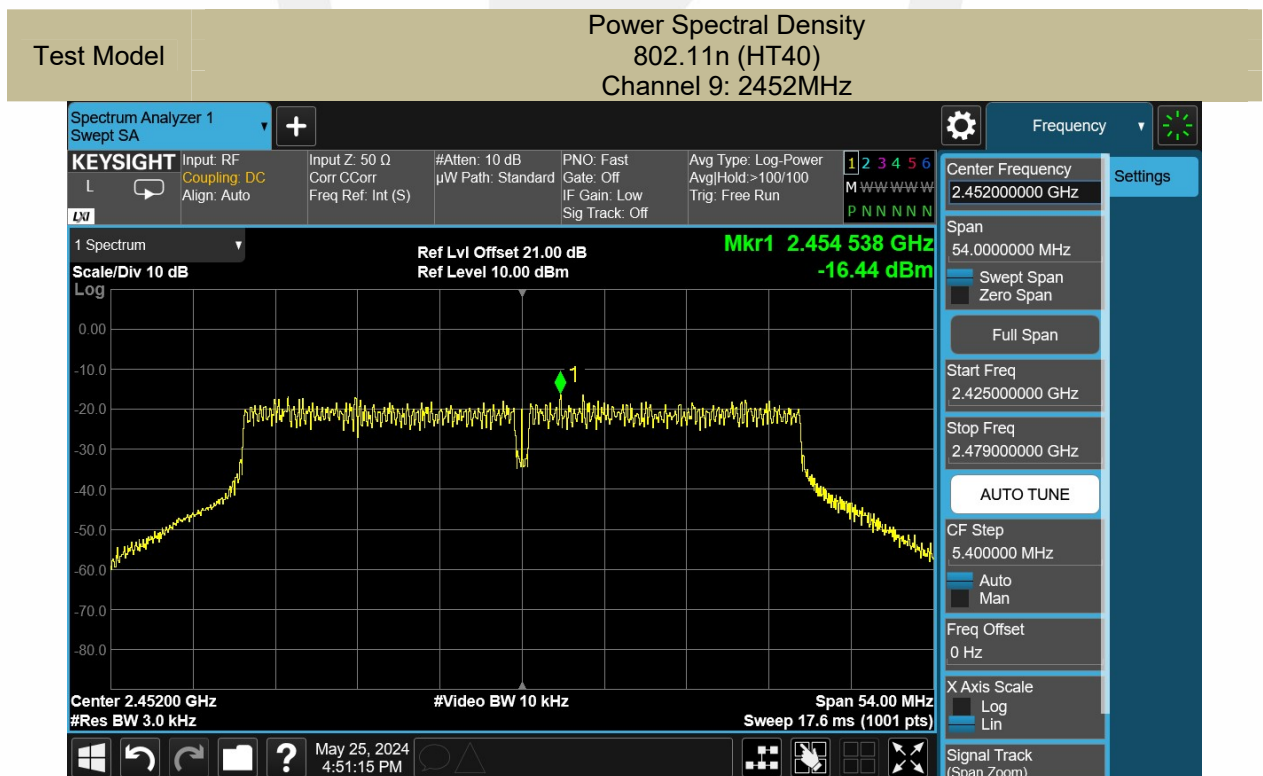 Test Model
Power Spectral Density
802.11n (HT40)
Channel 9: 2452MHz
Spectrum Analyzer 1
Swept SA
+
Frequency
KEYSIGHT
L
LXI
Input: RF
Coupling: DC
Align: Auto
Input Z: 50 Ω
Corr CCorr
Freq Ref: Int (S)
#Atten: 10 dB
µW Path: Standard
PNO: Fast
Gate: Off
IF Gain: Low
Sig Track: Off
Avg Type: Log-Power
Avg|Hold:>100/100
Trig: Free Run
1 2 3 4 5 6
M W W W W W
P N N N N N
1 Spectrum
Scale/Div 10 dB
Log
Ref Lvl Offset 21.00 dB
Ref Level 10.00 dBm
Mkr1 2.454 538 GHz
-16.44 dBm
0.00
-10.0
-20.0
-30.0
-40.0
-50.0
-60.0
-70.0
-80.0
1
Center 2.45200 GHz
#Res BW 3.0 kHz
#Video BW 10 kHz
Span 54.00 MHz
Sweep 17.6 ms (1001 pts)
?
May 25, 2024
4:51:15 PM
Center Frequency
2.452000000 GHz
Settings
Span
54.0000000 MHz
Swept Span
Zero Span
Full Span
Start Freq
2.425000000 GHz
Stop Freq
2.479000000 GHz
AUTO TUNE
CF Step
5.400000 MHz
Auto
Man
Freq Offset
0 Hz
X Axis Scale
Log
Lin
Signal Track
(Span Zoom)